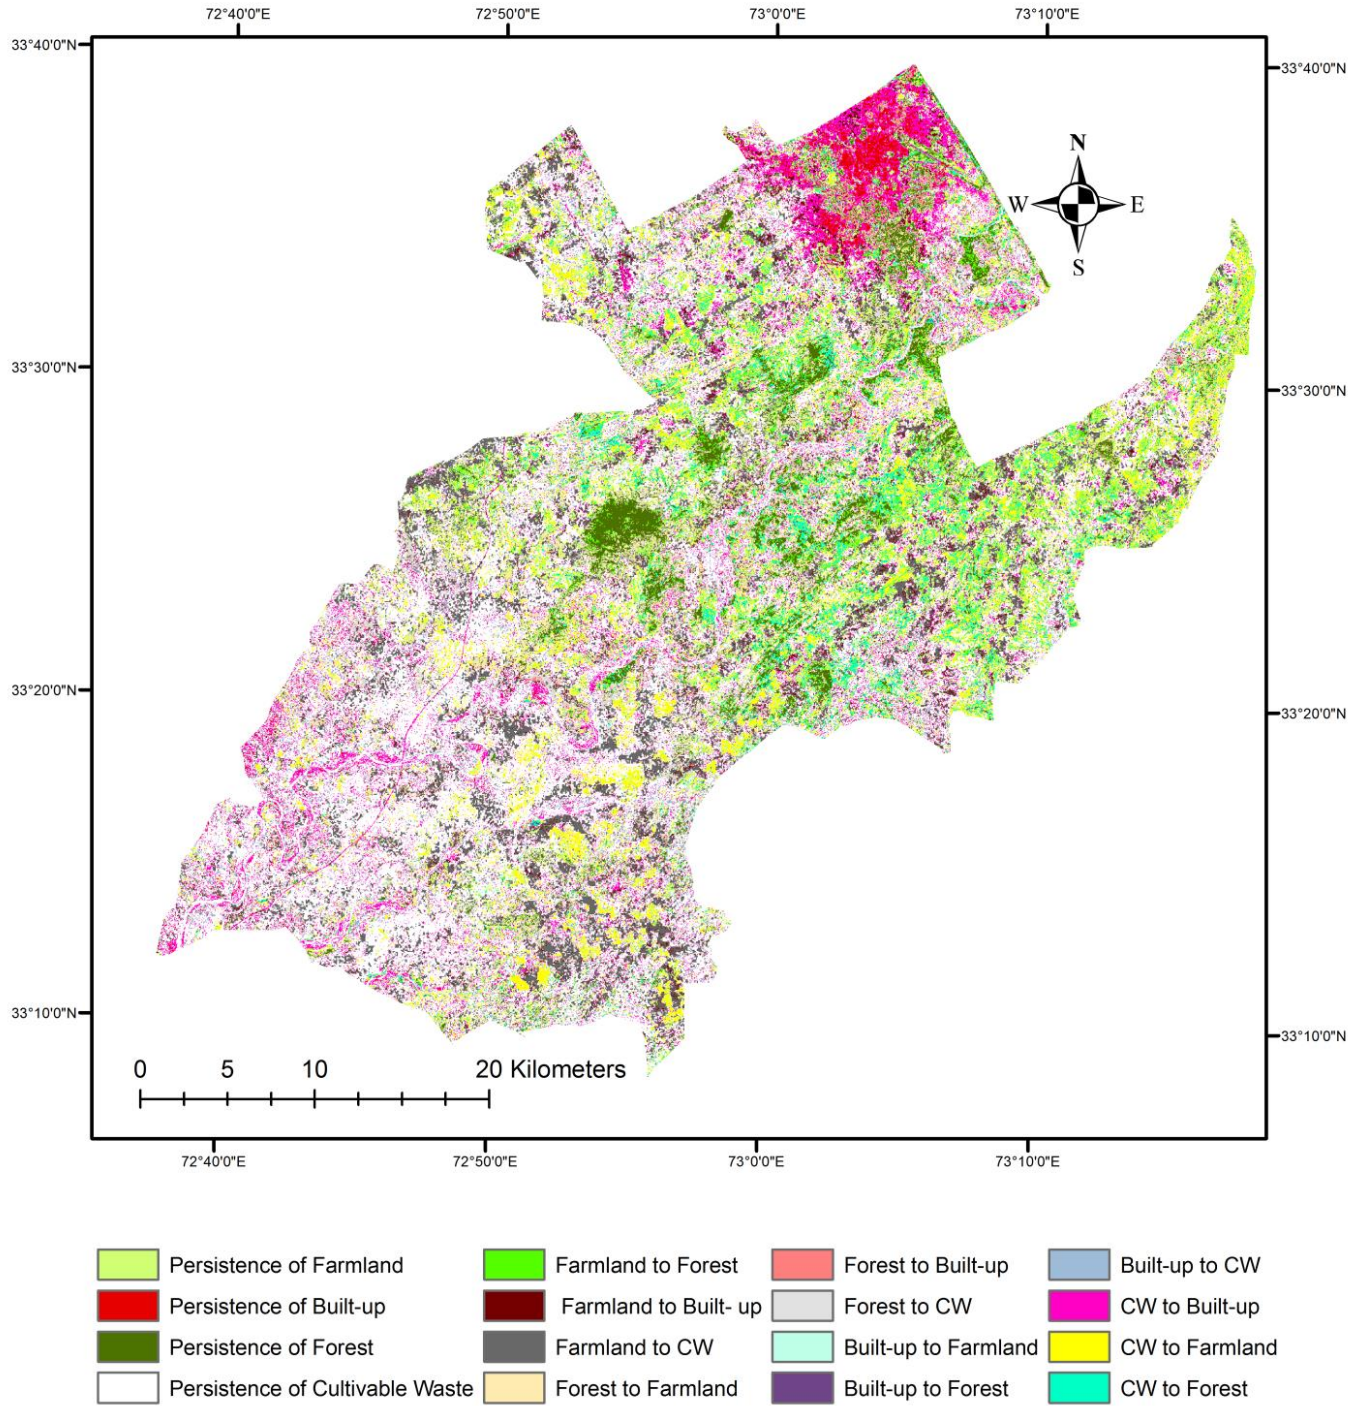 72°40'0"E 72°50'0"E 73°0'0"E 73°10'0"E
33°40'0"N 33°40'0"N
N
W E
S
33°30'0"N 33°30'0"N
33°20'0"N 33°20'0"N
33°10'0"N 33°10'0"N
0 5 10 20 Kilometers
72°40'0"E 72°50'0"E 73°0'0"E 73°10'0"E
Persistence of Farmland Farmland to Forest Forest to Built-up Built-up to CW
Persistence of Built-up Farmland to Built- up Forest to CW CW to Built-up
Persistence of Forest Farmland to CW Built-up to Farmland CW to Farmland
Persistence of Cultivable Waste Forest to Farmland Built-up to Forest CW to Forest